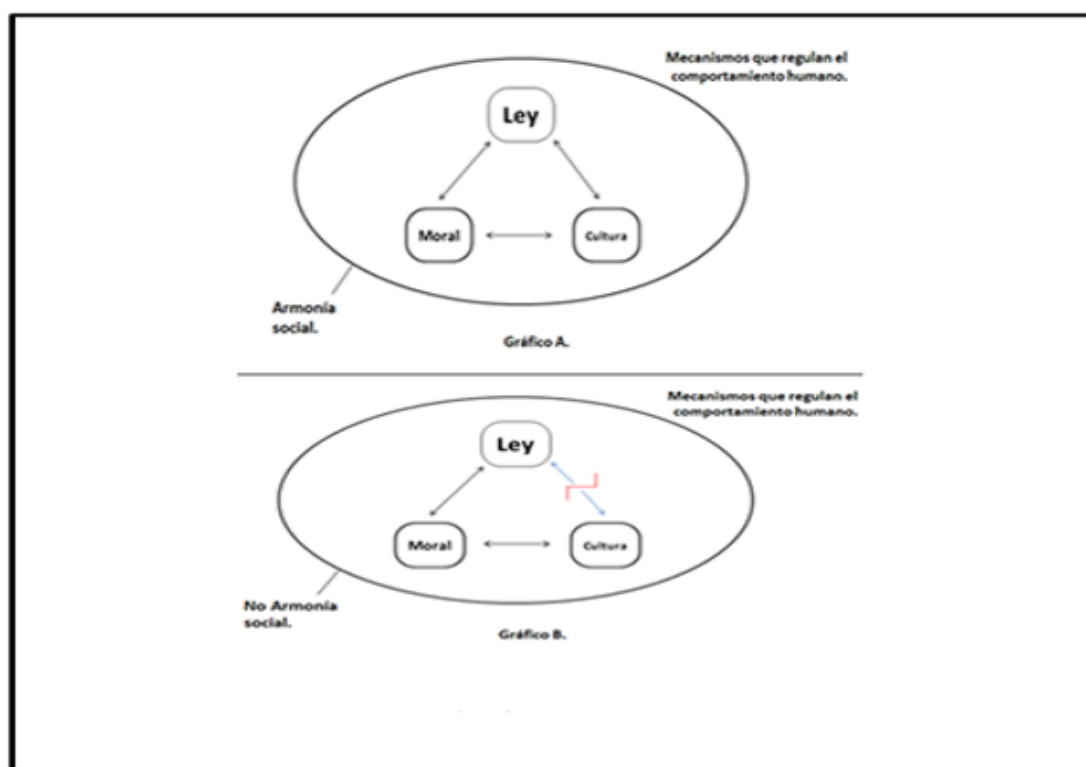 Mecanismos que regulan el
comportamiento humano.
Ley
Moral
Cultura
Armonía
social.
Gráfico A.
Mecanismos que regulan el
comportamiento humano.
Ley
Moral
Cultura
No Armonía
social.
Gráfico B.